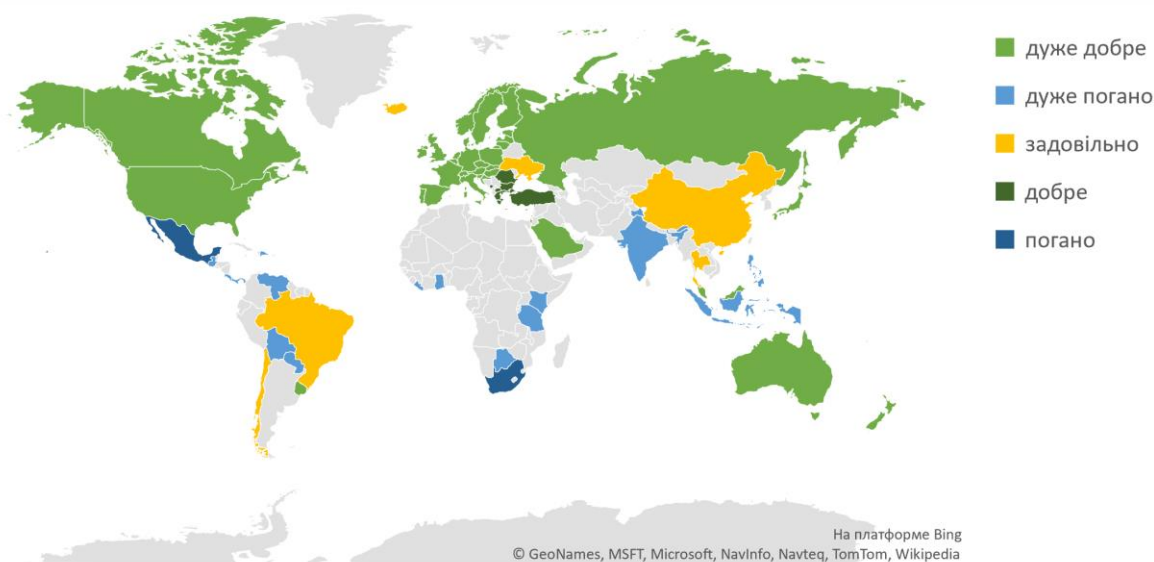 дуже добре
дуже погано
задовільно
добре
погано
На платформе Bing
© GeoNames, MSFT, Microsoft, NavInfo, Navteq, TomTom, Wikipedia